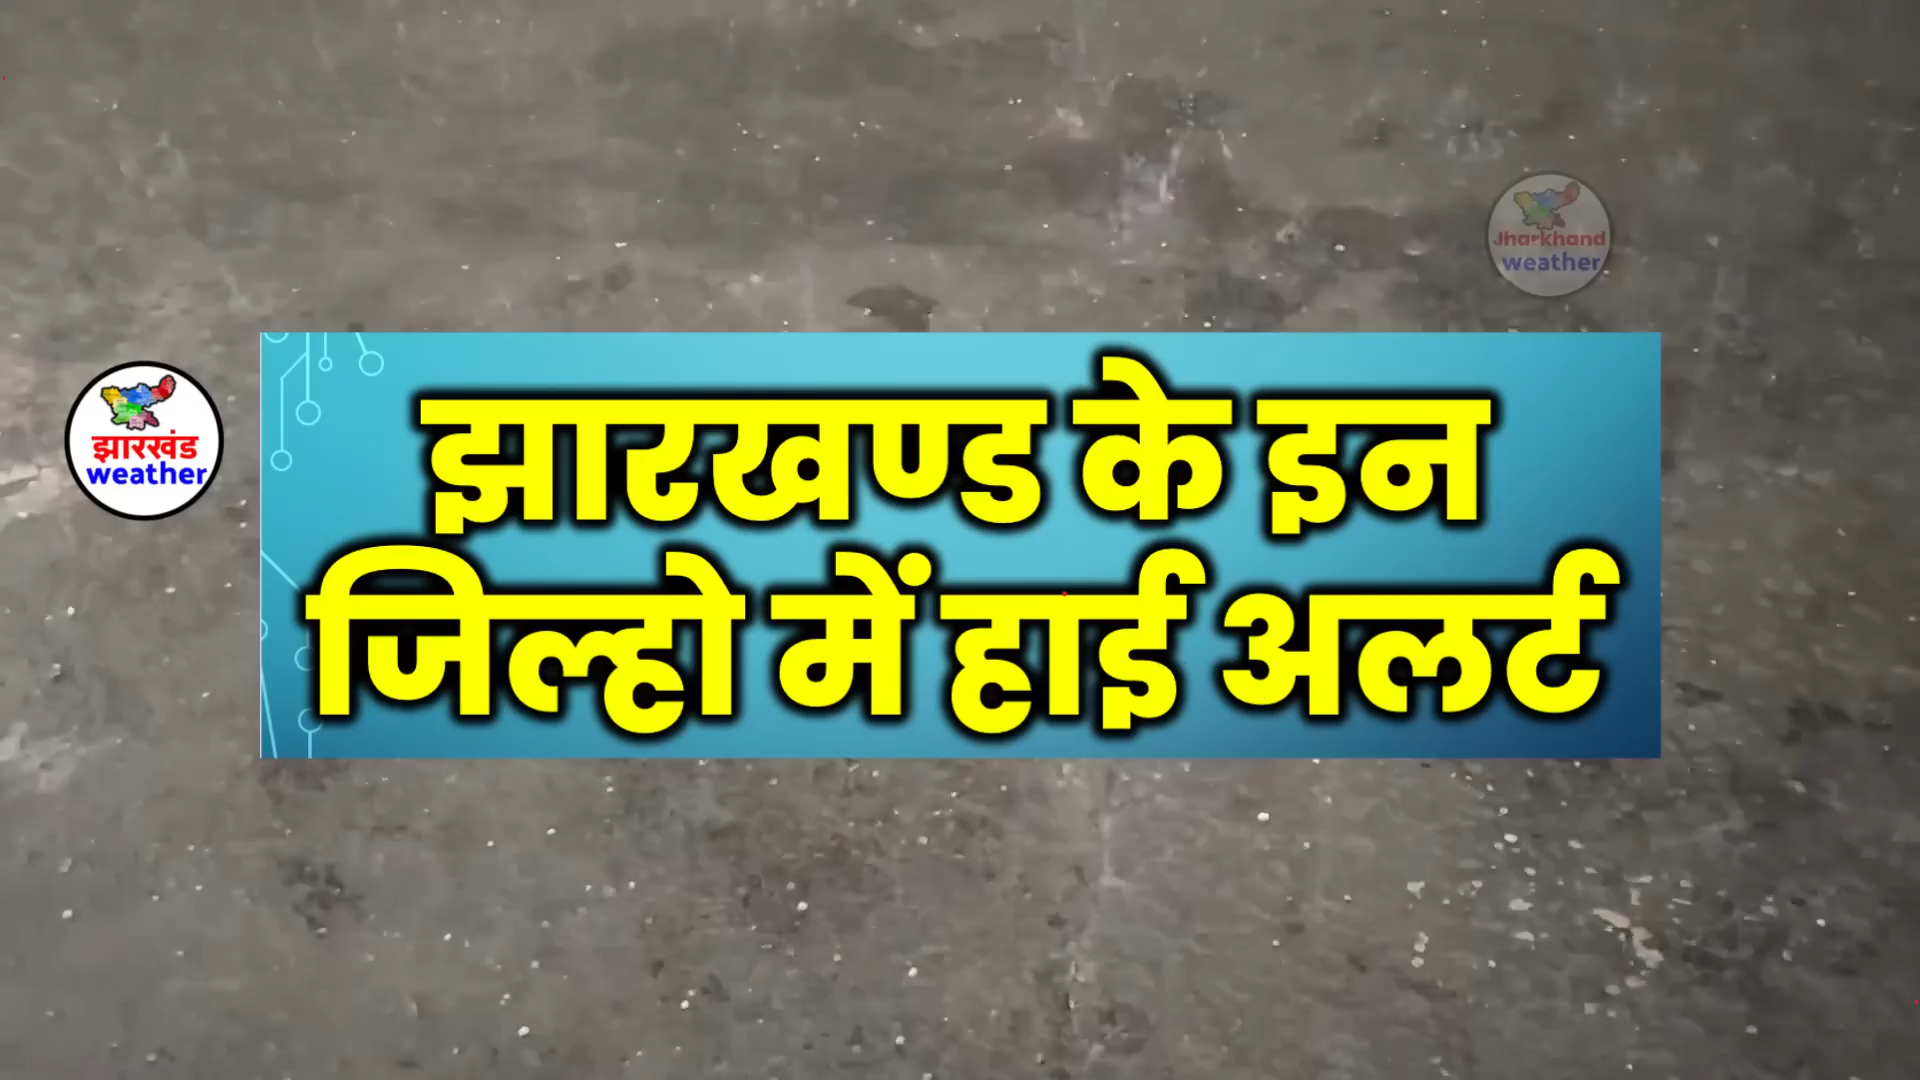 Jharkhand
weather
झारखंड
weather
झारखण्ड के इन
जिल्हो में हाई अलर्ट